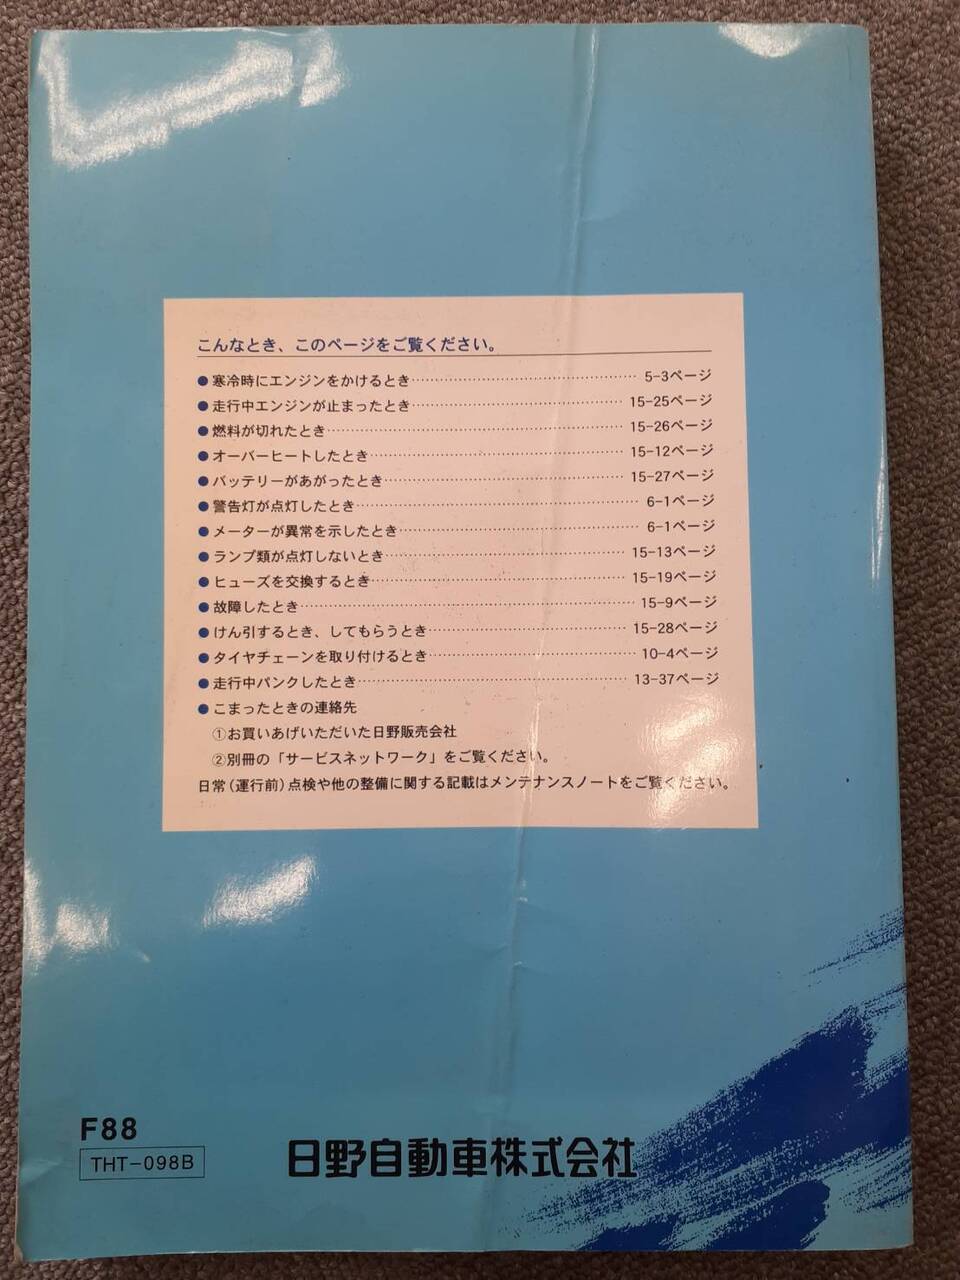 こんなとき、このページをご覧ください。
●寒冷時にエンジンをかけるとき……………………………5-3ページ
●走行中エンジンが止まったとき……………………………15-25ページ
●燃料が切れたとき……………………………15-26ページ
●オーバーヒートしたとき……………………………15-12ページ
●バッテリーがあがったとき……………………………15-27ページ
●警告灯が点灯したとき……………………………6-1ページ
●メーターが異常を示したとき……………………………6-1ページ
●ランプ類が点灯しないとき……………………………15-13ページ
●ヒューズを交換するとき……………………………15-19ページ
●故障したとき……………………………15-9ページ
●けん引するとき、してもらうとき……………………………15-28ページ
●タイヤチェーンを取り付けるとき……………………………10-4ページ
●走行中パンクしたとき……………………………13-37ページ
●こまったときの連絡先
①お買いあげいただいた日野販売会社
②別冊の「サービスネットワーク」をご覧ください。
日常(運行前)点検や他の整備に関する記載はメンテナンスノートをご覧ください。
F88
THT-098B
日野自動車株式会社